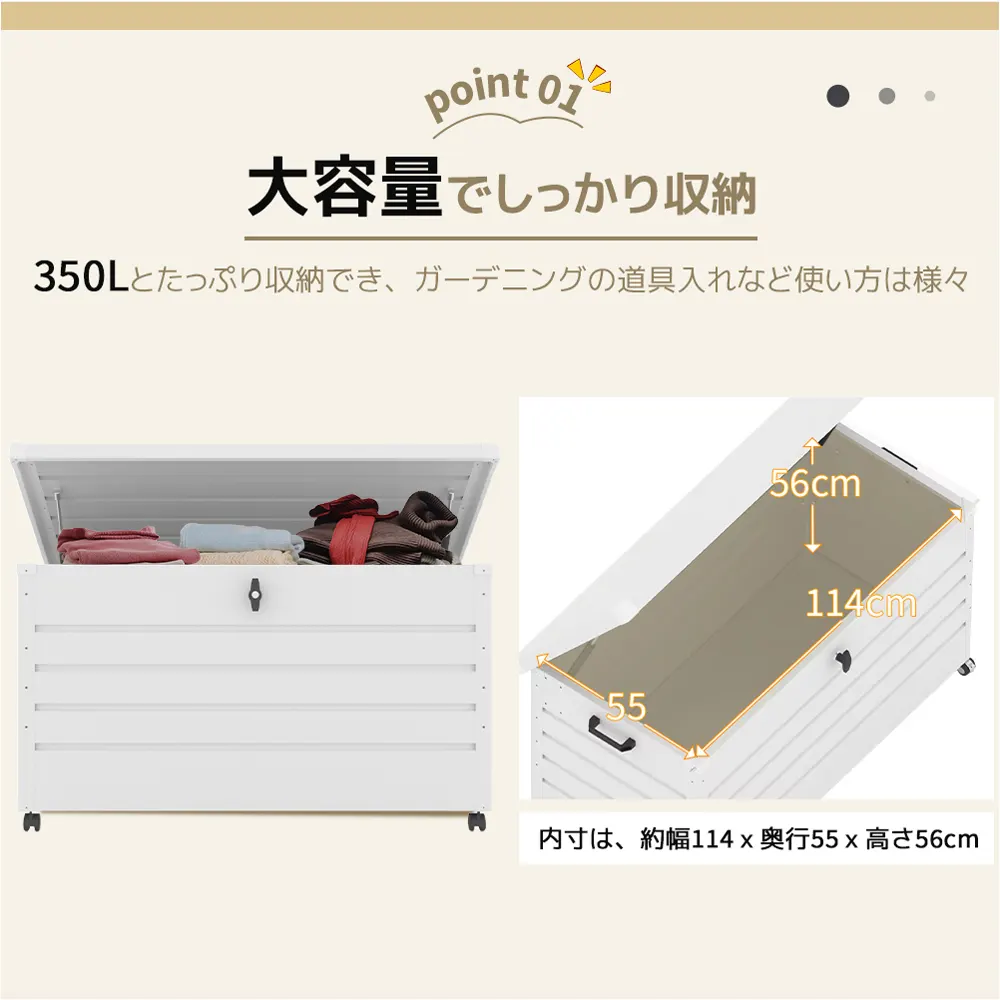 point 01
大容量でしっかり収納
350Lとたっぷり収納でき、ガーデニングの道具入れなど使い方は様々
56cm
114cm
55
内寸は、約幅114 x 奥行55 x 高さ56cm